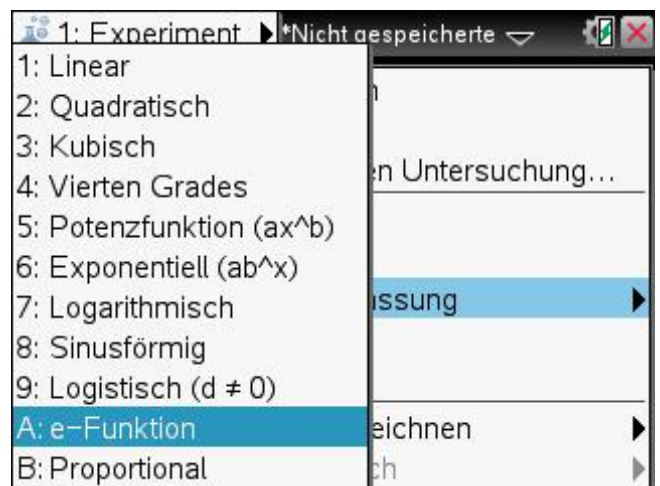 1: Experiment *Nicht gespeicherte
1: Linear
2: Quadratisch
3: Kubisch
4: Vierten Grades
5: Potenzfunktion (ax^b)
6: Exponentiell (ab^x)
7: Logarithmisch
8: Sinusförmig
9: Logistisch (d ≠ 0)
A: e-Funktion
B: Proportional
n Untersuchung...
ssung
eichnen
ch